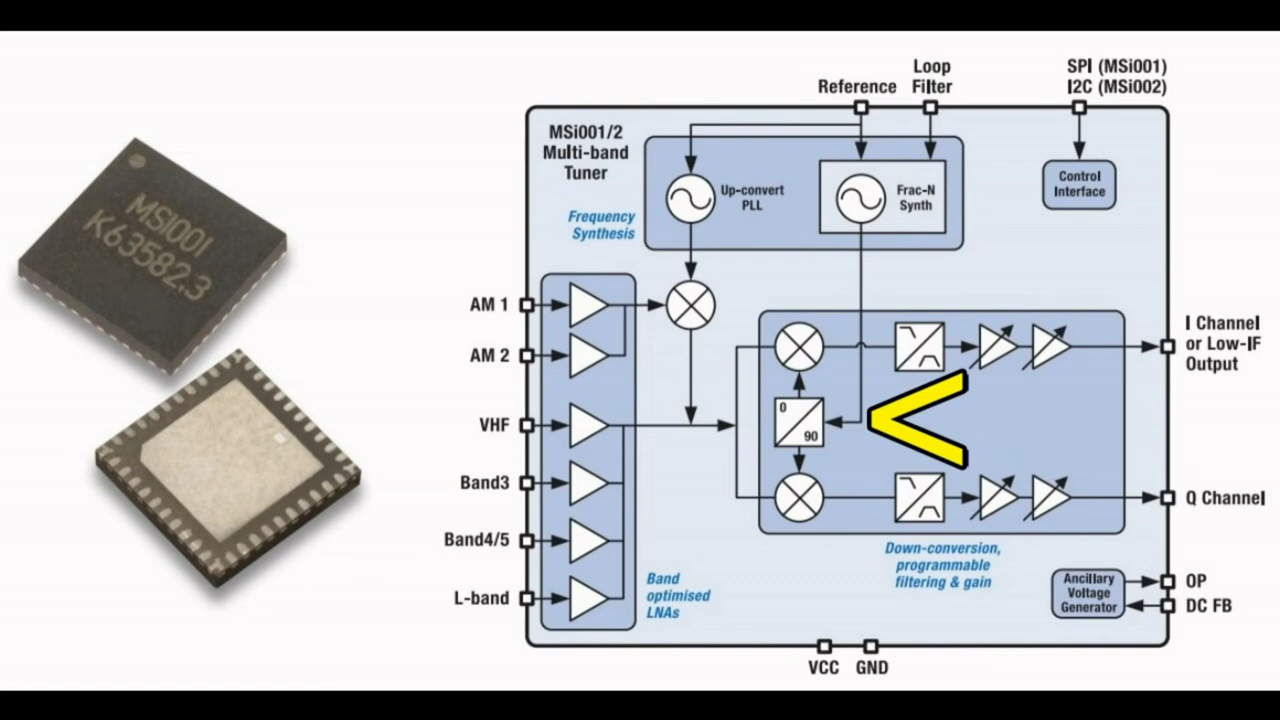 MSI001
K63582.3
Reference
Loop
Filter
SPI (MSi001)
I2C (MSi002)
MSi001/2
Multi-band
Tuner
Up-convert
PLL
Frac-N
Synth
Control
Interface
Frequency
Synthesis
AM 1
AM 2
VHF
Band3
Band4/5
L-band
0
90
I Channel
or Low-IF
Output
Q Channel
Band
optimised
LNAs
Down-conversion,
programmable
filtering & gain
Ancillary
Voltage
Generator
OP
DC FB
VCC
GND